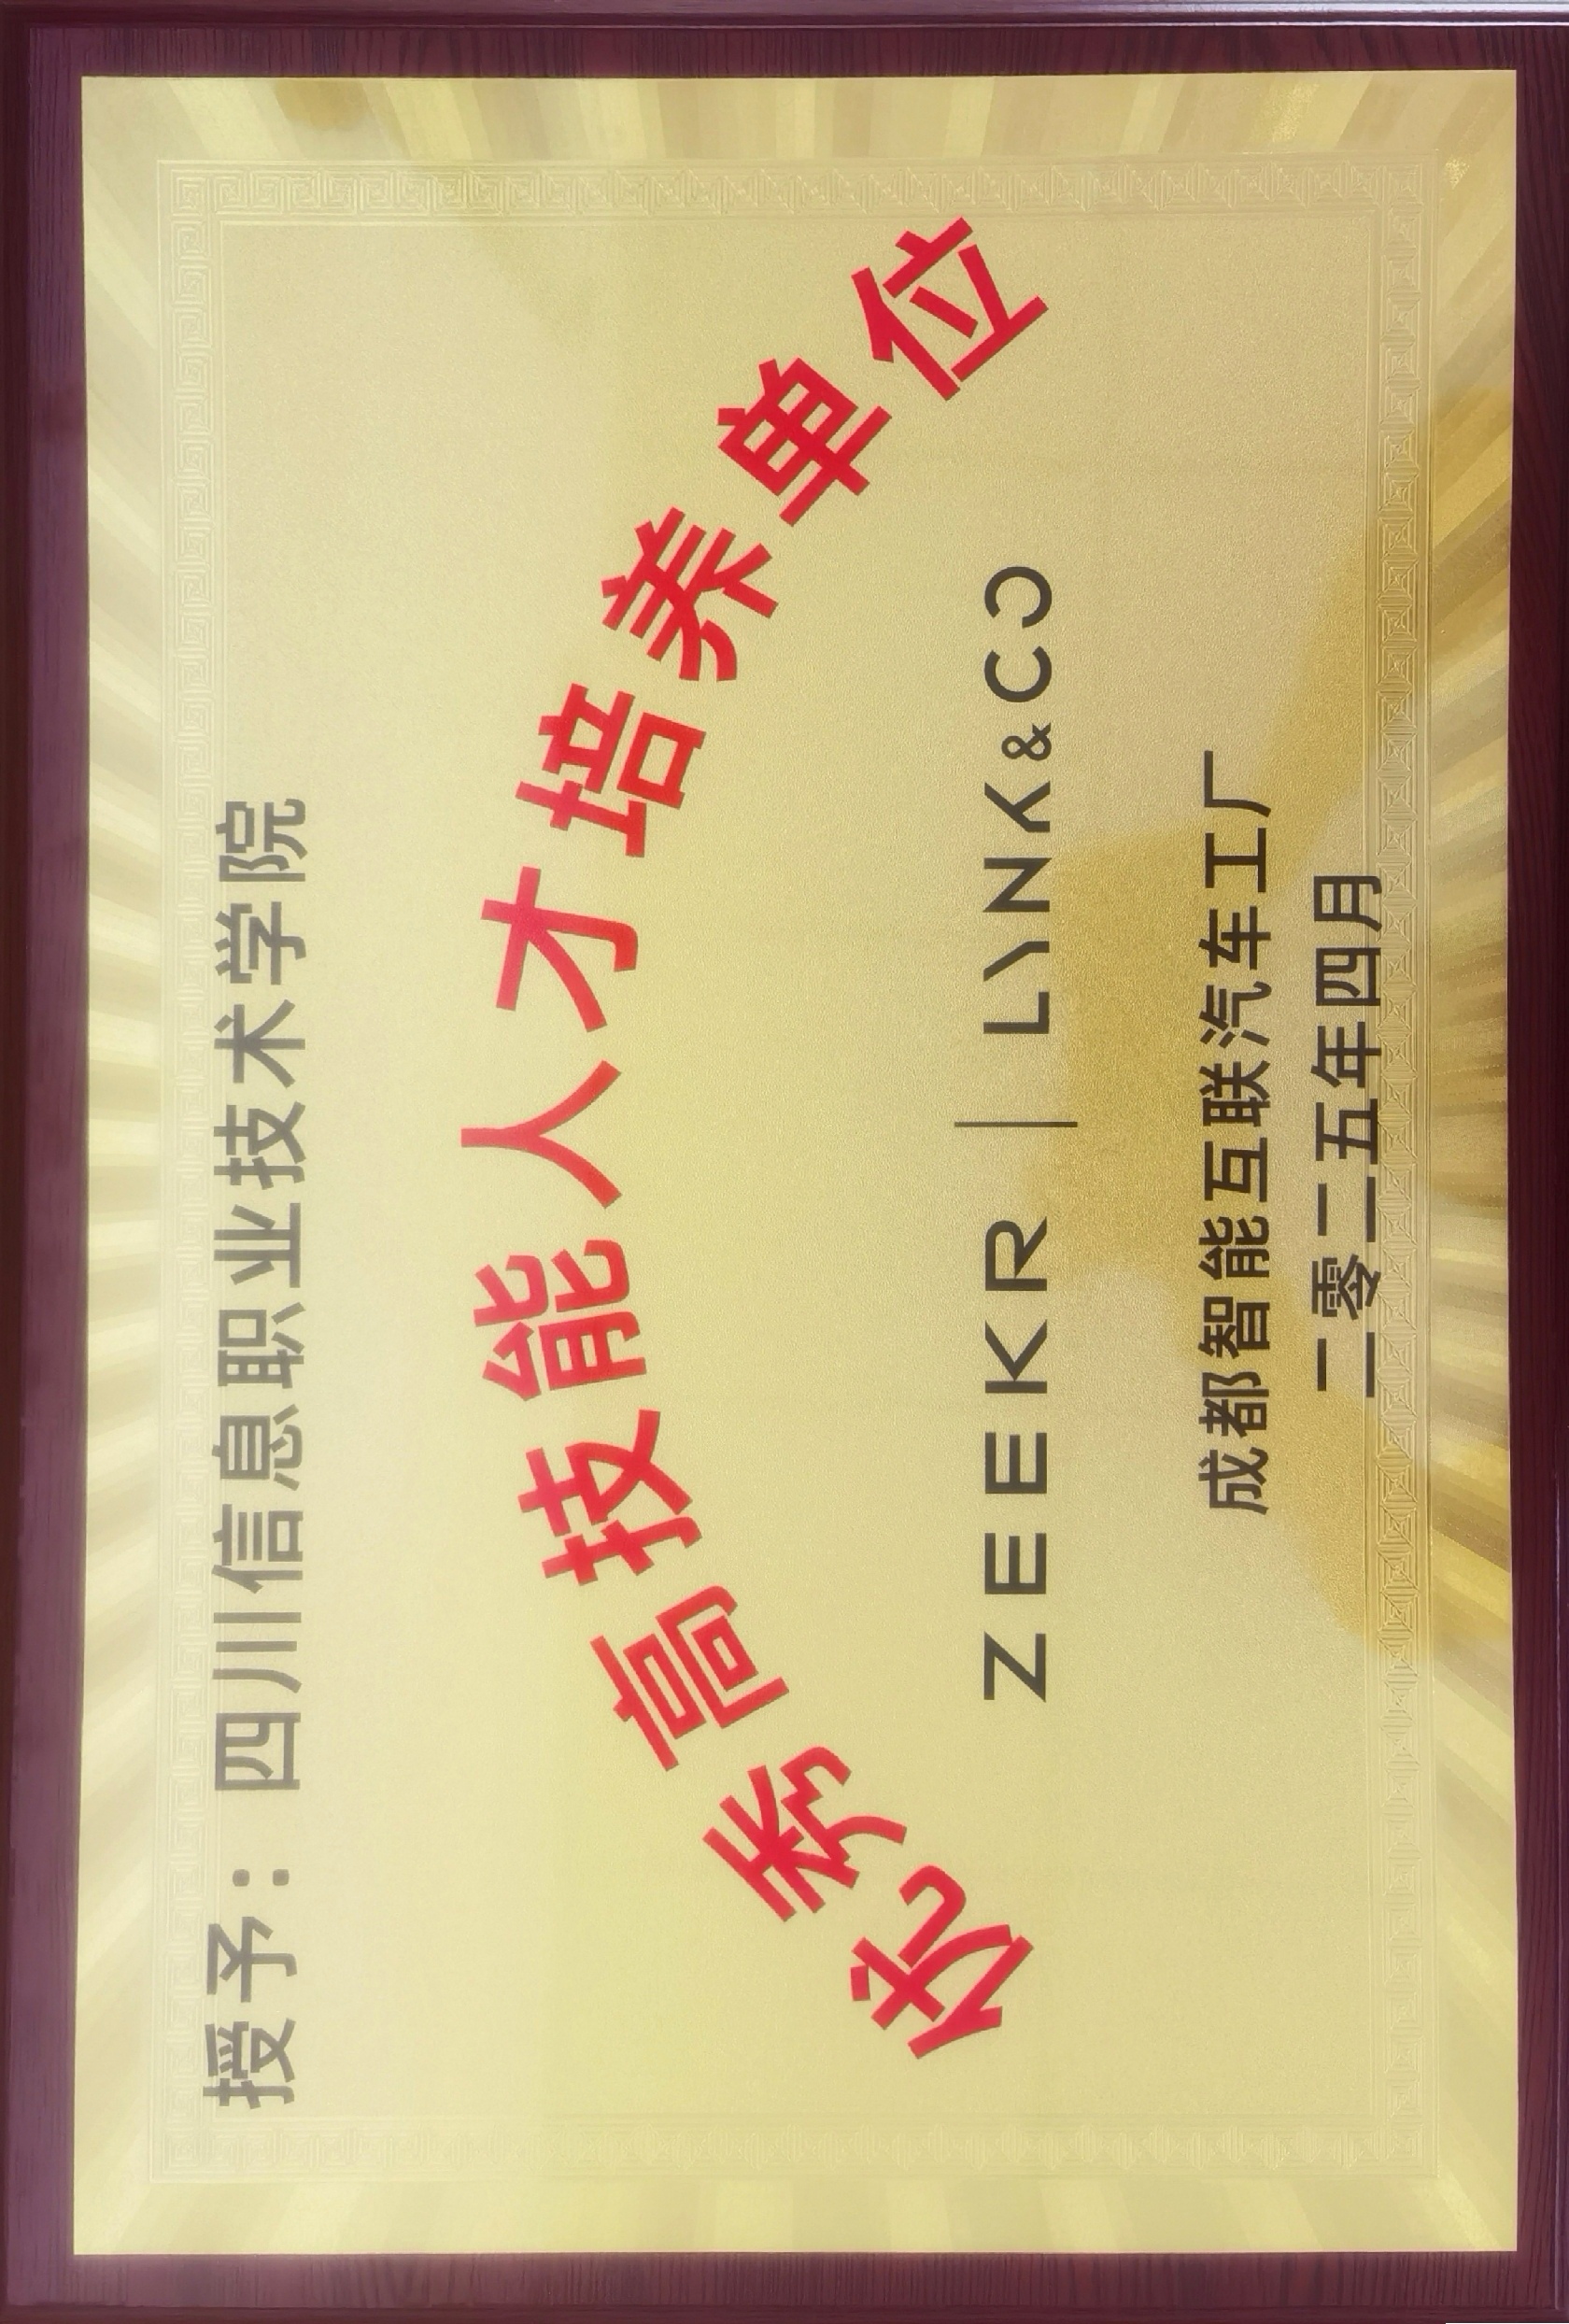 授予：四川信息职业技术学院
优秀高技能人才培养单位
ZEEKR | LYNK&CO
成都智能互联汽车工厂
二零二五年四月